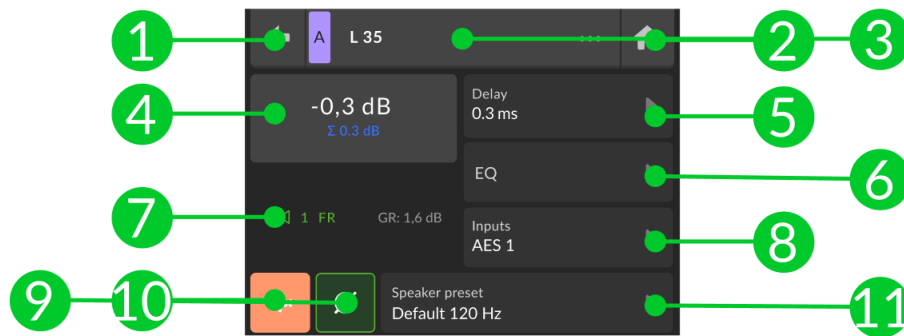 1
A L 35
...
2
3
4
-0,3 dB
Σ 0.3 dB
Delay
0.3 ms
5
EQ
6
7
1 FR GR: 1,6 dB
Inputs
AES 1
8
9
10
Speaker preset
Default 120 Hz
11